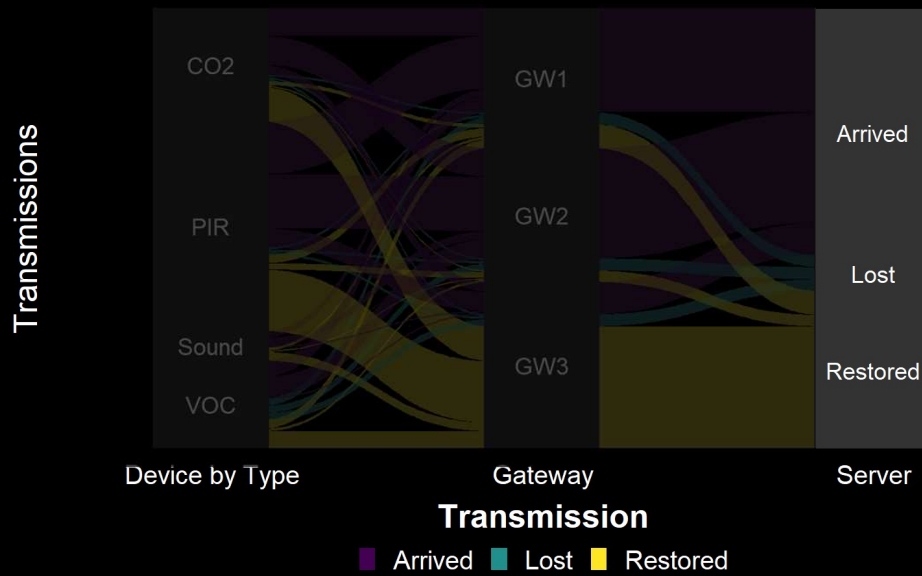 Transmissions
CO2
PIR
Sound
VOC
GW1
GW2
GW3
Arrived
Lost
Restored
Device by Type
Gateway
Server
Transmission
Arrived
Lost
Restored